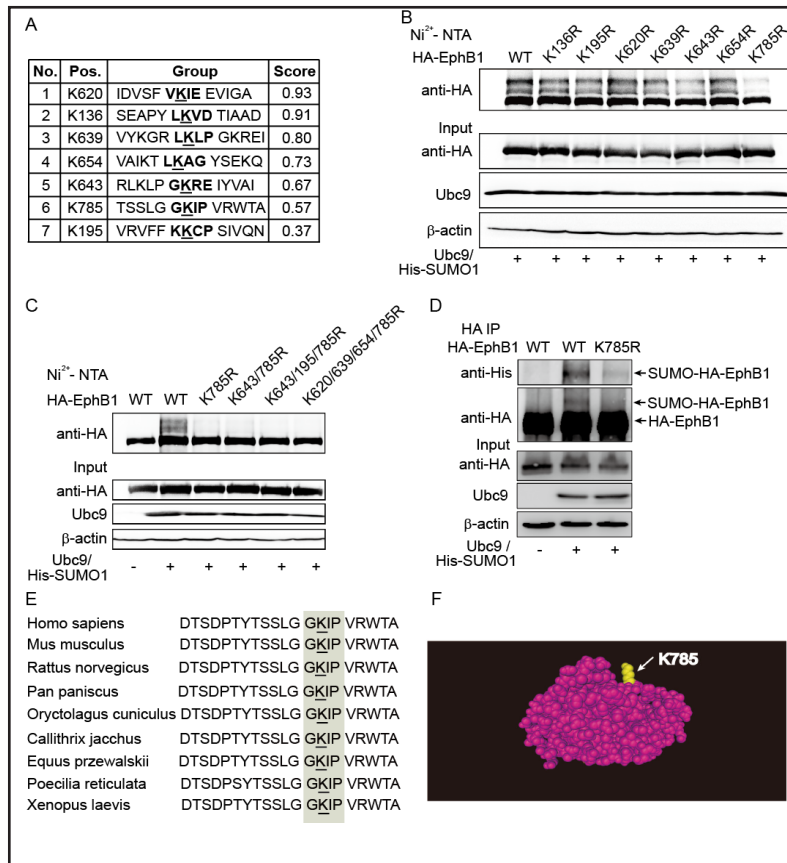 A
No. Pos. Group Score
1 K620 IDVSF VKIE EVIGA 0.93
2 K136 SEAPY LKVD TIAAD 0.91
3 K639 VYKGR LKLP GKREI 0.80
4 K654 VAIKT LKAG YSEKQ 0.73
5 K643 RLKLP GKRE IYVAI 0.67
6 K785 TSSLG GKIP VRWTA 0.57
7 K195 VRVFF KKCP SIVQN 0.37
B
Ni2+- NTA
HA-EphB1 WT K136R K195R K620R K639R K643R K654R K785R
anti-HA
Input
anti-HA
Ubc9
β-actin
Ubc9/
His-SUMO1 + + + + + + + +
C
Ni2+- NTA
HA-EphB1 WT WT K785R K643/785R K643/195/785R K620/639/654/785R
anti-HA
Input
anti-HA
Ubc9
β-actin
Ubc9/
His-SUMO1 - + + + + +
D
HA IP
HA-EphB1 WT WT K785R
anti-His SUMO-HA-EphB1
SUMO-HA-EphB1
anti-HA HA-EphB1
Input
anti-HA
Ubc9
β-actin
Ubc9 /
His-SUMO1 - + +
E
Homo sapiens DTSDPTYTSSLG GKIP VRWTA
Mus musculus DTSDPTYTSSLG GKIP VRWTA
Rattus norvegicus DTSDPTYTSSLG GKIP VRWTA
Pan paniscus DTSDPTYTSSLG GKIP VRWTA
Oryctolagus cuniculus DTSDPTYTSSLG GKIP VRWTA
Callithrix jacchus DTSDPTYTSSLG GKIP VRWTA
Equus przewalskii DTSDPTYTSSLG GKIP VRWTA
Poecilia reticulata DTSDPSYTSSLG GKIP VRWTA
Xenopus laevis DTSDPTYTSSLG GKIP VRWTA
F
K785